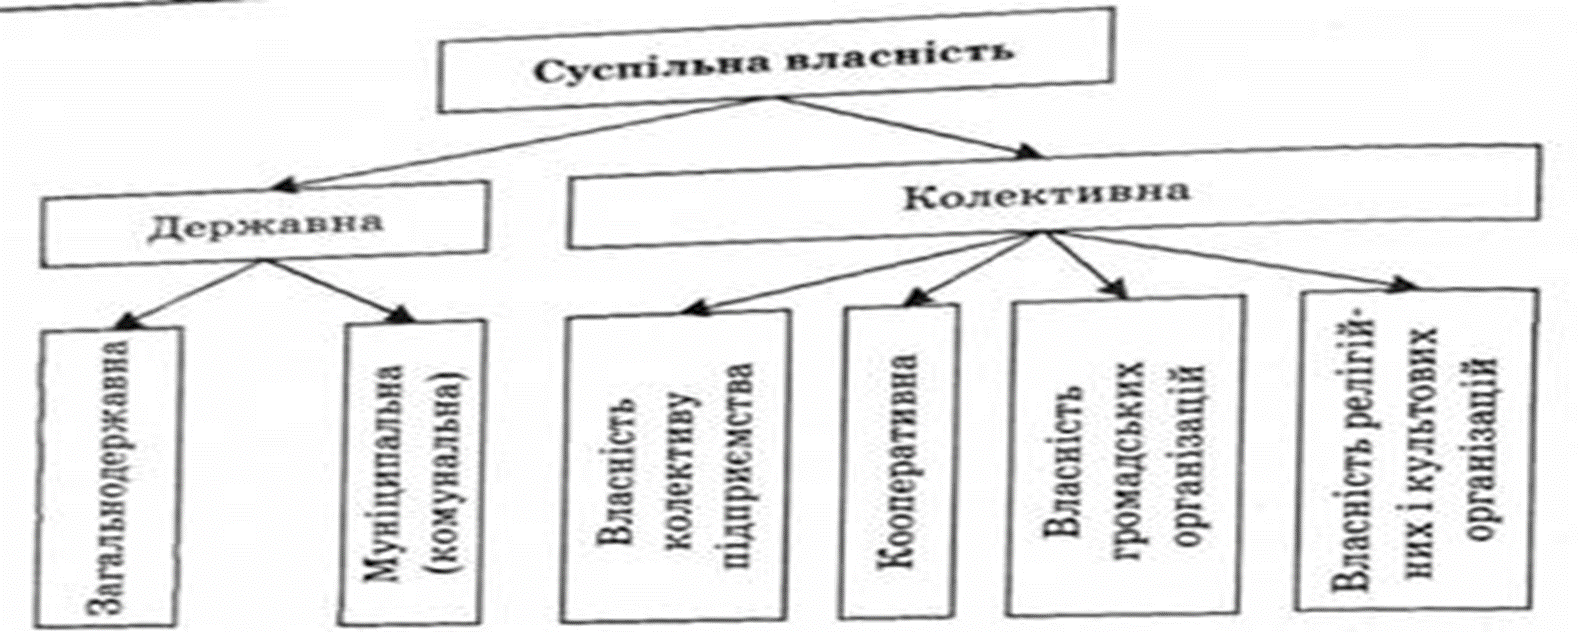 Суспільна власність
Державна
Колективна
Загальнодержавна
Муніципальна
(комунальна)
Власність
колективу
підприємства
Кооперативна
Власність
громадських
організацій
Власність релігій-
них і культових
організацій